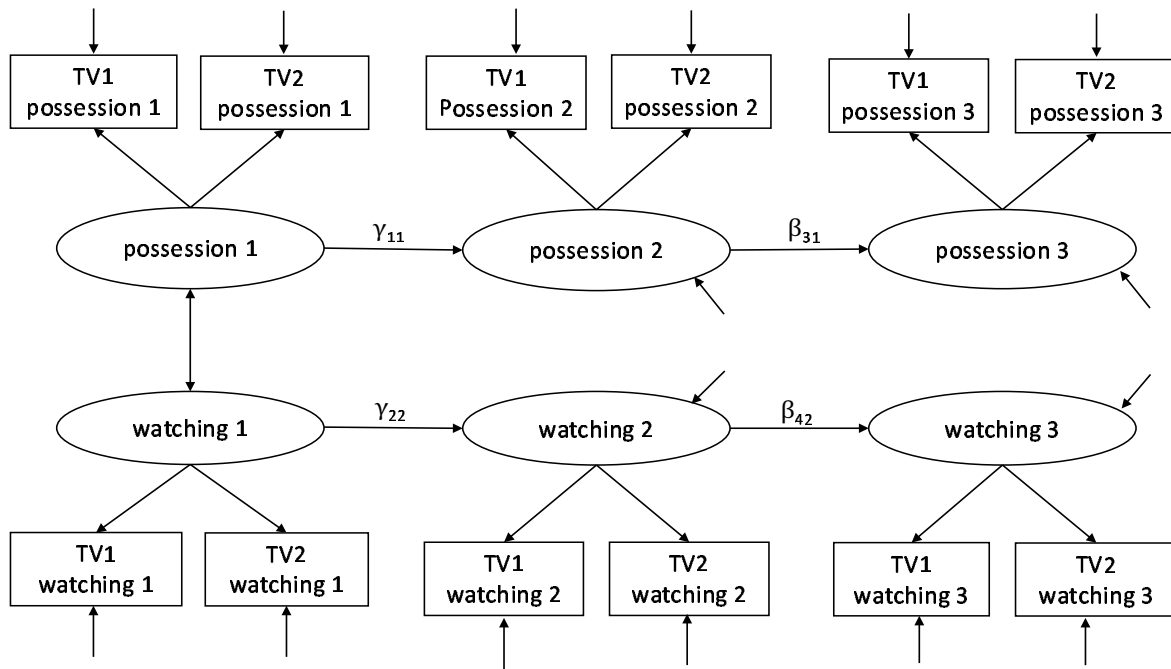 TV1
possession 1
TV2
possession 1
TV1
Possession 2
TV2
possession 2
TV1
possession 3
TV2
possession 3
possession 1
γ11
possession 2
β31
possession 3
watching 1
γ22
watching 2
β42
watching 3
TV1
watching 1
TV2
watching 1
TV1
watching 2
TV2
watching 2
TV1
watching 3
TV2
watching 3